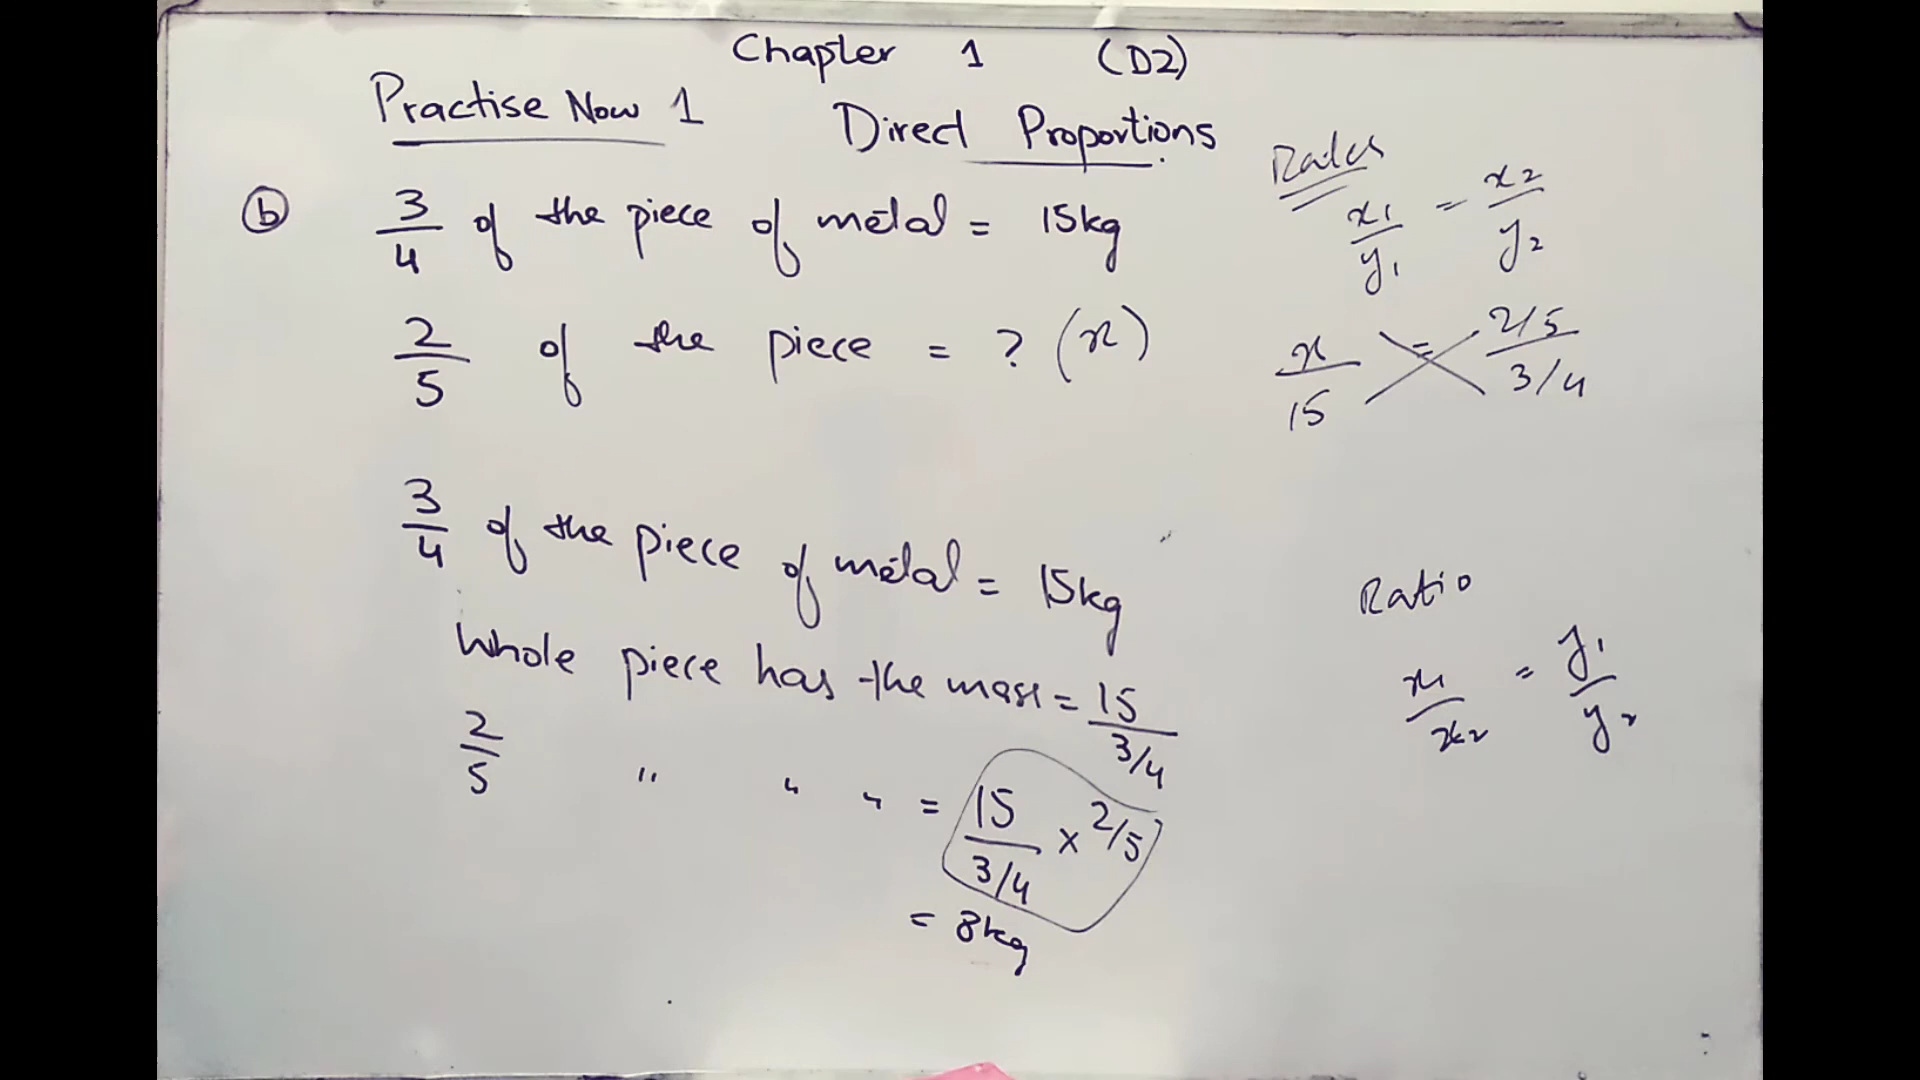 Chapter 1 (D2)
Practise Now 1
Direct Proportions
(b) 3/4 of the piece of metal = 15kg
2/5 of the piece = ? (x)
3/4 of the piece of metal = 15kg
Whole piece has the mass = 15/(3/4)
2/5 " " " = 15/(3/4) × 2/5
= 8kg
Rates
x1/y1 = x2/y2
x/15 = (2/5)/(3/4)
Ratio
x1/x2 = y1/y2